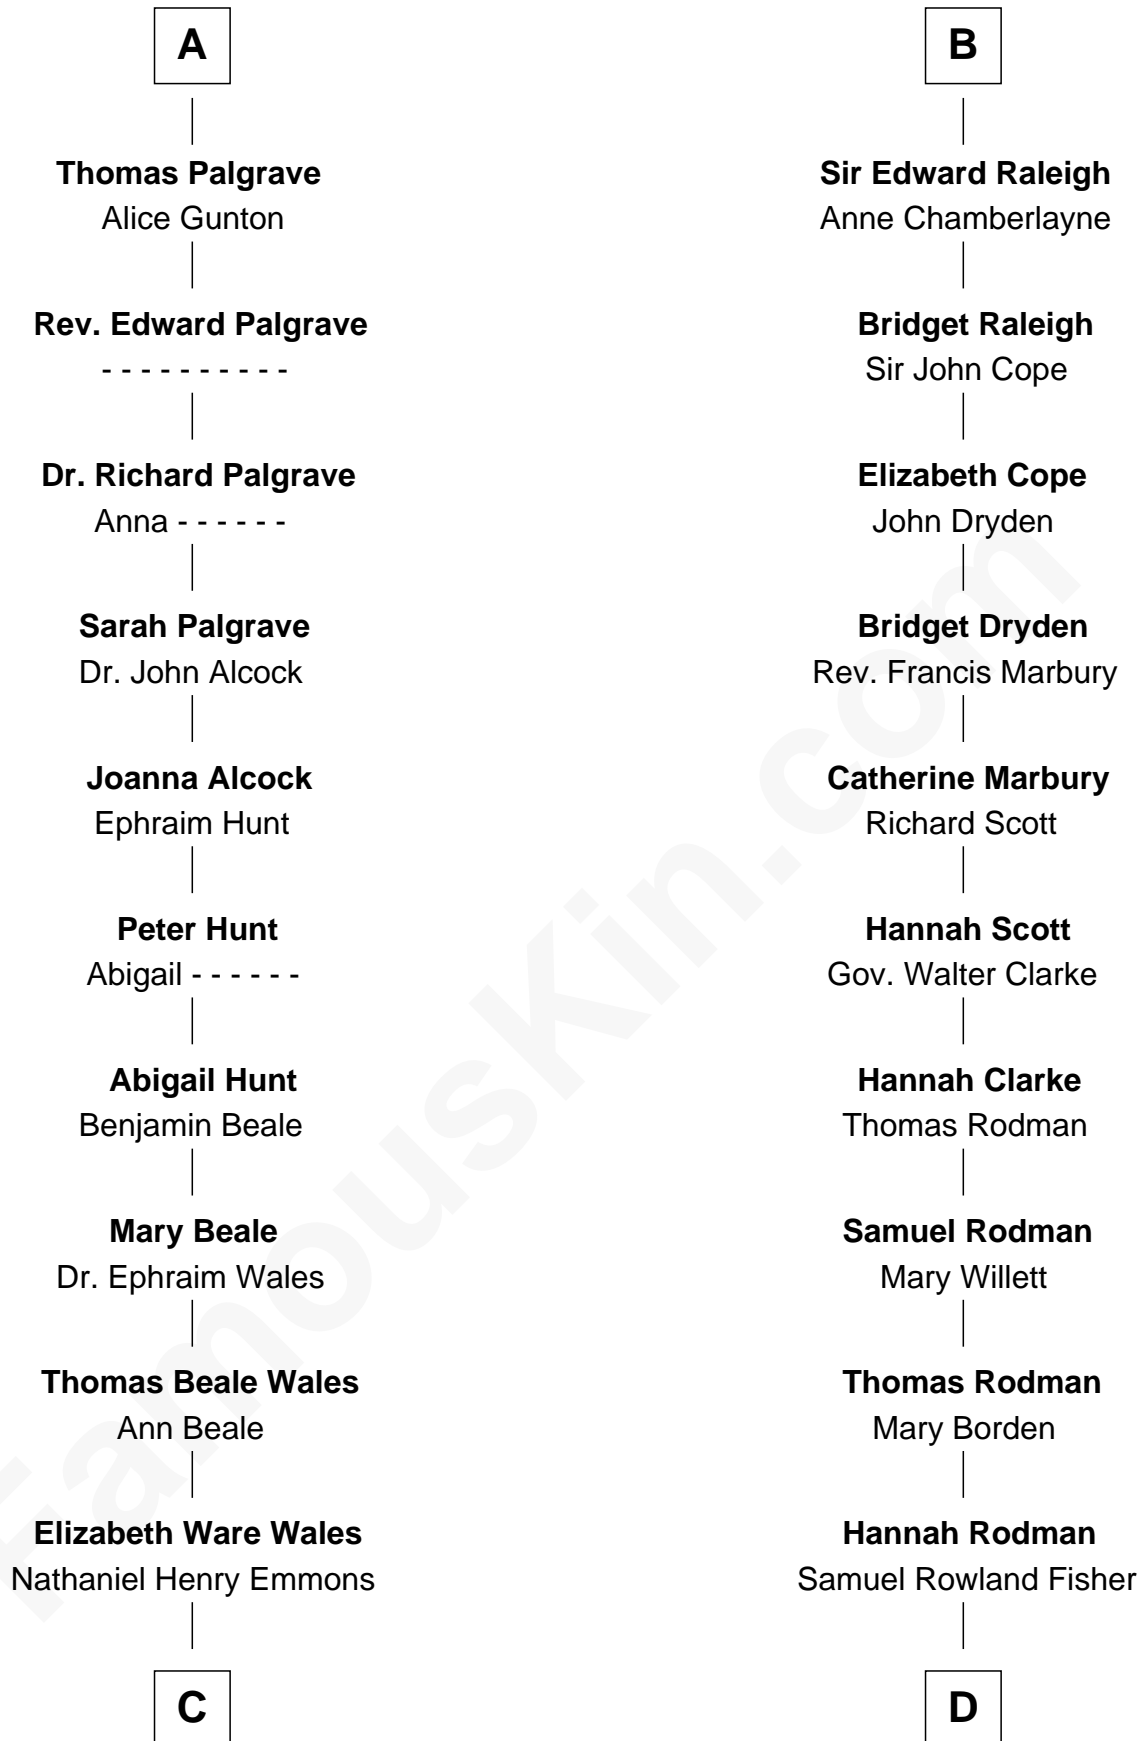 A
Thomas Palgrave
Alice Gunton
Rev. Edward Palgrave
- - - - - - - - - -
Dr. Richard Palgrave
Anna - - - - - -
Sarah Palgrave
Dr. John Alcock
Joanna Alcock
Ephraim Hunt
Peter Hunt
Abigail - - - - - -
Abigail Hunt
Benjamin Beale
Mary Beale
Dr. Ephraim Wales
Thomas Beale Wales
Ann Beale
Elizabeth Ware Wales
Nathaniel Henry Emmons
C
B
Sir Edward Raleigh
Anne Chamberlayne
Bridget Raleigh
Sir John Cope
Elizabeth Cope
John Dryden
Bridget Dryden
Rev. Francis Marbury
Catherine Marbury
Richard Scott
Hannah Scott
Gov. Walter Clarke
Hannah Clarke
Thomas Rodman
Samuel Rodman
Mary Willett
Thomas Rodman
Mary Borden
Hannah Rodman
Samuel Rowland Fisher
D
FamousKin.com